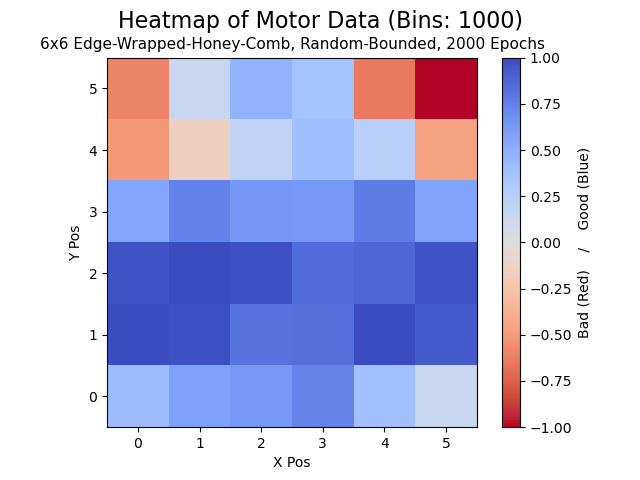 Heatmap of Motor Data (Bins: 1000)
6x6 Edge-Wrapped-Honey-Comb, Random-Bounded, 2000 Epochs
5
4
3
2
1
0
Y Pos
0 1 2 3 4 5
X Pos
1.00
0.75
0.50
0.25
0.00
−0.25
−0.50
−0.75
−1.00
Bad (Red) / Good (Blue)